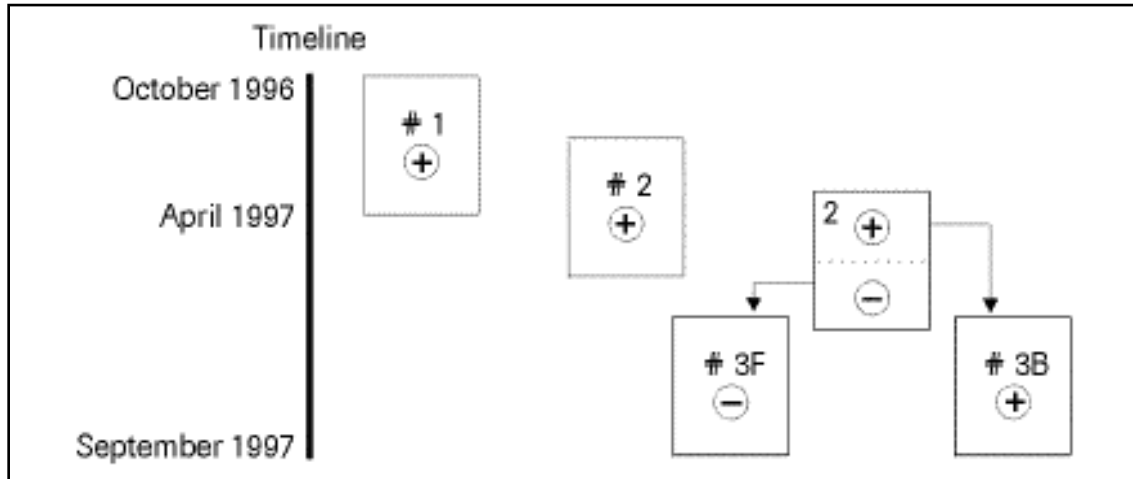 Timeline
October 1996
# 1
+
# 2
+
April 1997
2 +
−
# 3F
−
# 3B
+
September 1997